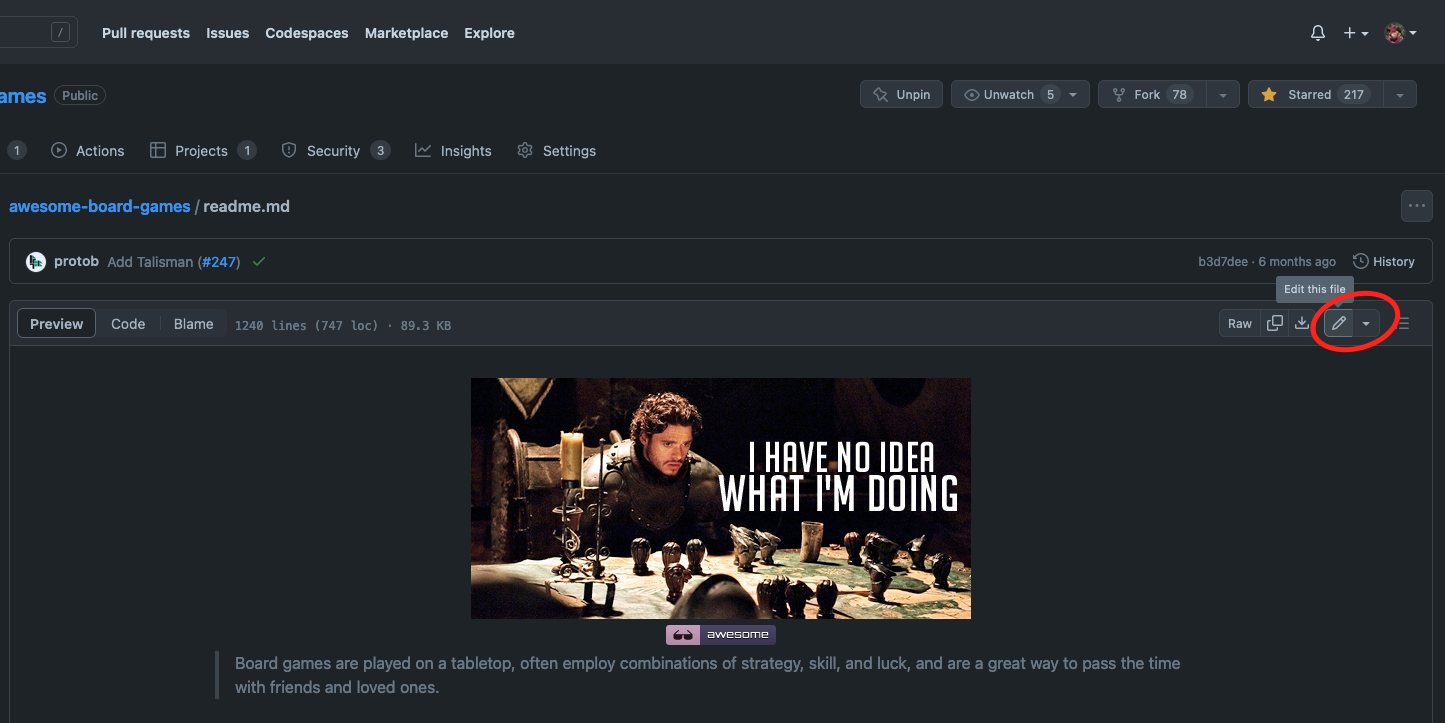 / Pull requests Issues Codespaces Marketplace Explore
ames Public Unpin Unwatch 5 Fork 78 Starred 217
1 Actions Projects 1 Security 3 Insights Settings
awesome-board-games / readme.md ...
protob Add Talisman (#247) b3d7dee · 6 months ago History
Edit this file
Preview Code Blame 1240 lines (747 loc) · 89.3 KB Raw
I HAVE NO IDEA
WHAT I'M DOING
awesome
Board games are played on a tabletop, often employ combinations of strategy, skill, and luck, and are a great way to pass the time
with friends and loved ones.